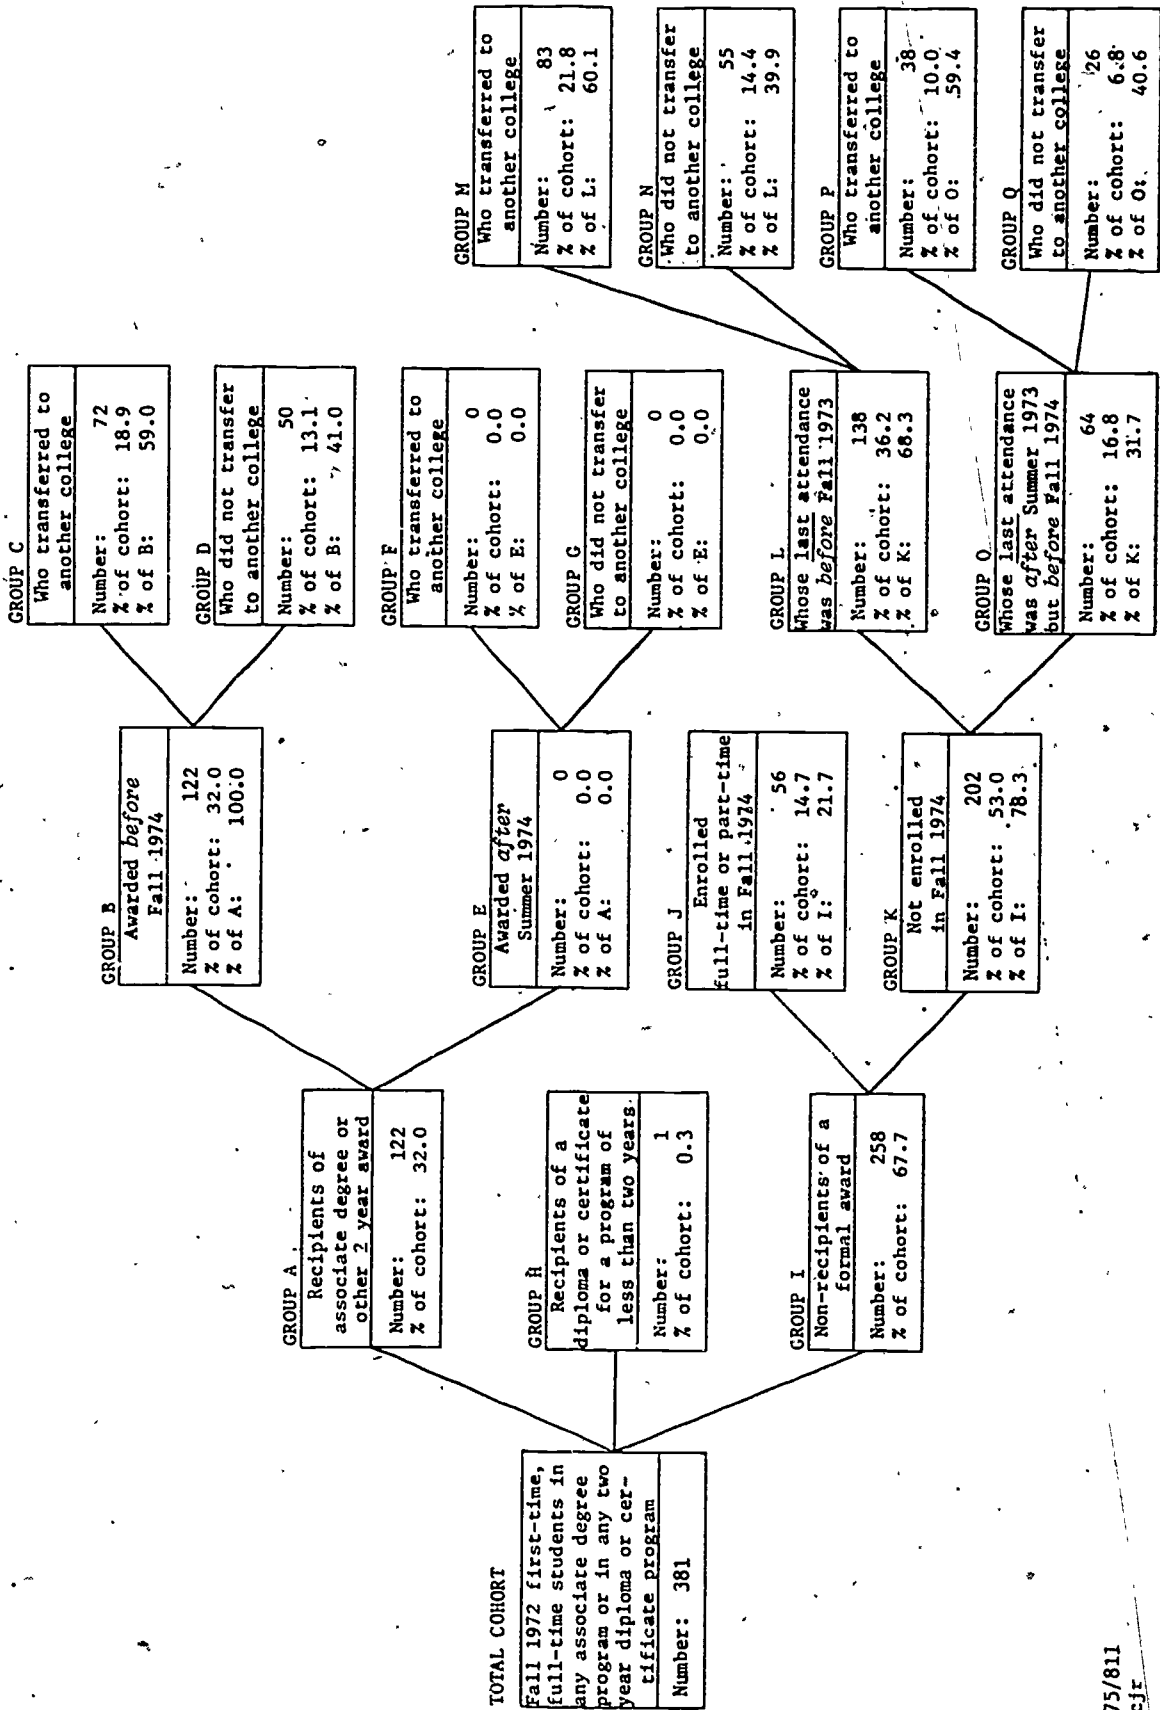 TOTAL COHORT
Fall 1972 first-time,
full-time students in
any associate degree
program or in any two
year diploma or cer-
tificate program
Number: 381
GROUP A
Recipients of
associate degree or
other 2 year award
Number: 122
% of cohort: 32.0
GROUP H
Recipients of a
diploma or certificate
for a program of
less than two years
Number: 1
% of cohort: 0.3
GROUP I
Non-recipients of a
formal award
Number: 258
% of cohort: 67.7
GROUP B
Awarded before
Fall 1974
Number: 122
% of cohort: 32.0
% of A: 100.0
GROUP E
Awarded after
Summer 1974
Number: 0
% of cohort: 0.0
% of A: 0.0
GROUP J
Enrolled
full-time or part-time
in Fall 1974
Number: 56
% of cohort: 14.7
% of I: 21.7
GROUP K
Not enrolled
in Fall 1974
Number: 202
% of cohort: 53.0
% of I: 78.3
GROUP C
Who transferred to
another college
Number: 72
% of cohort: 18.9
% of B: 59.0
GROUP D
Who did not transfer
to another college
Number: 50
% of cohort: 13.1
% of B: 41.0
GROUP F
Who transferred to
another college
Number: 0
% of cohort: 0.0
% of E: 0.0
GROUP G
Who did not transfer
to another college
Number: 0
% of cohort: 0.0
% of E: 0.0
GROUP L
Whose last attendance
was before Fall 1973
Number: 138
% of cohort: 36.2
% of K: 68.3
GROUP O
Whose last attendance
was after Summer 1973
but before Fall 1974
Number: 64
% of cohort: 16.8
% of K: 31.7
GROUP M
Who transferred to
another college
Number: 83
% of cohort: 21.8
% of L: 60.1
GROUP N
Who did not transfer
to another college
Number: 55
% of cohort: 14.4
% of L: 39.9
GROUP P
Who transferred to
another college
Number: 38
% of cohort: 10.0
% of O: 59.4
GROUP Q
Who did not transfer
to another college
Number: 26
% of cohort: 6.8
% of O: 40.6
75/811
cjr